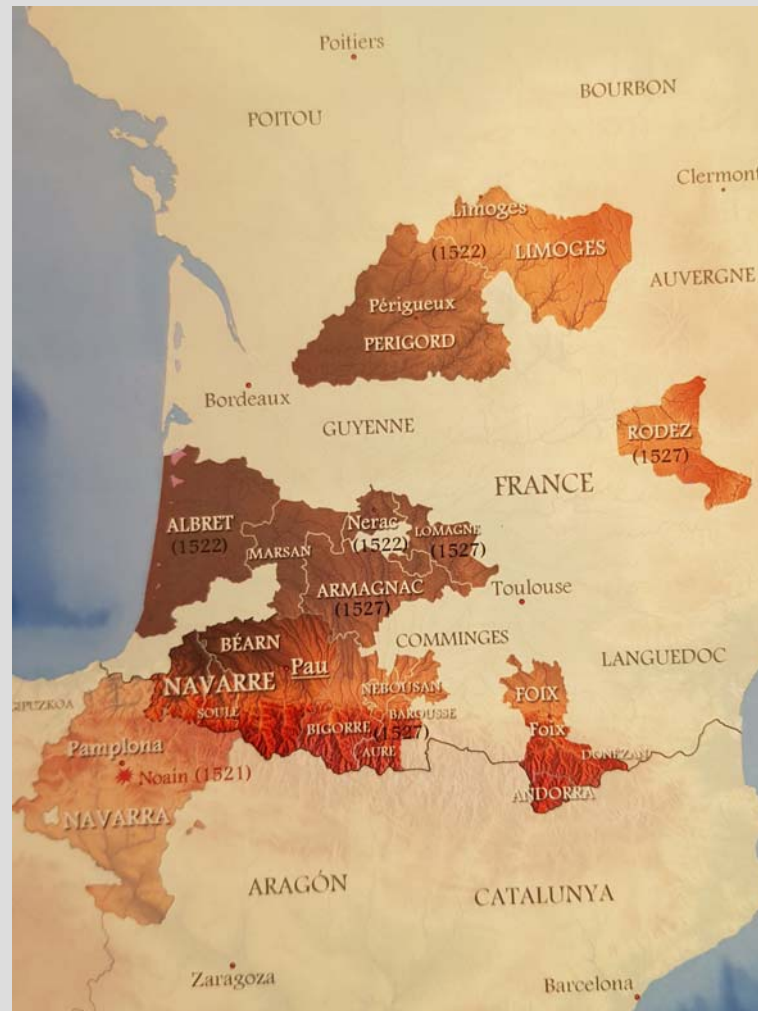 Poitiers
BOURBON
POITOU
Clermont
Limoges
(1522)
LIMOGES
AUVERGNE
Périgueux
PERIGORD
Bordeaux
GUYENNE
RODEZ
(1527)
FRANCE
ALBRET
(1522)
Nerac
(1522)
LOMAGNE
(1527)
MARSAN
ARMAGNAC
(1527)
Toulouse
COMMINGES
LANGUEDOC
BÉARN
Pau
NAVARRE
NÉBOUSAN
FOIX
GIPUZKOA
SOULE
BIGORRE
BAROUSSE
(1527)
Foix
AURE
DONEZAN
Pamplona
Noain (1521)
ANDORRA
NAVARRA
ARAGÓN
CATALUNYA
Zaragoza
Barcelona